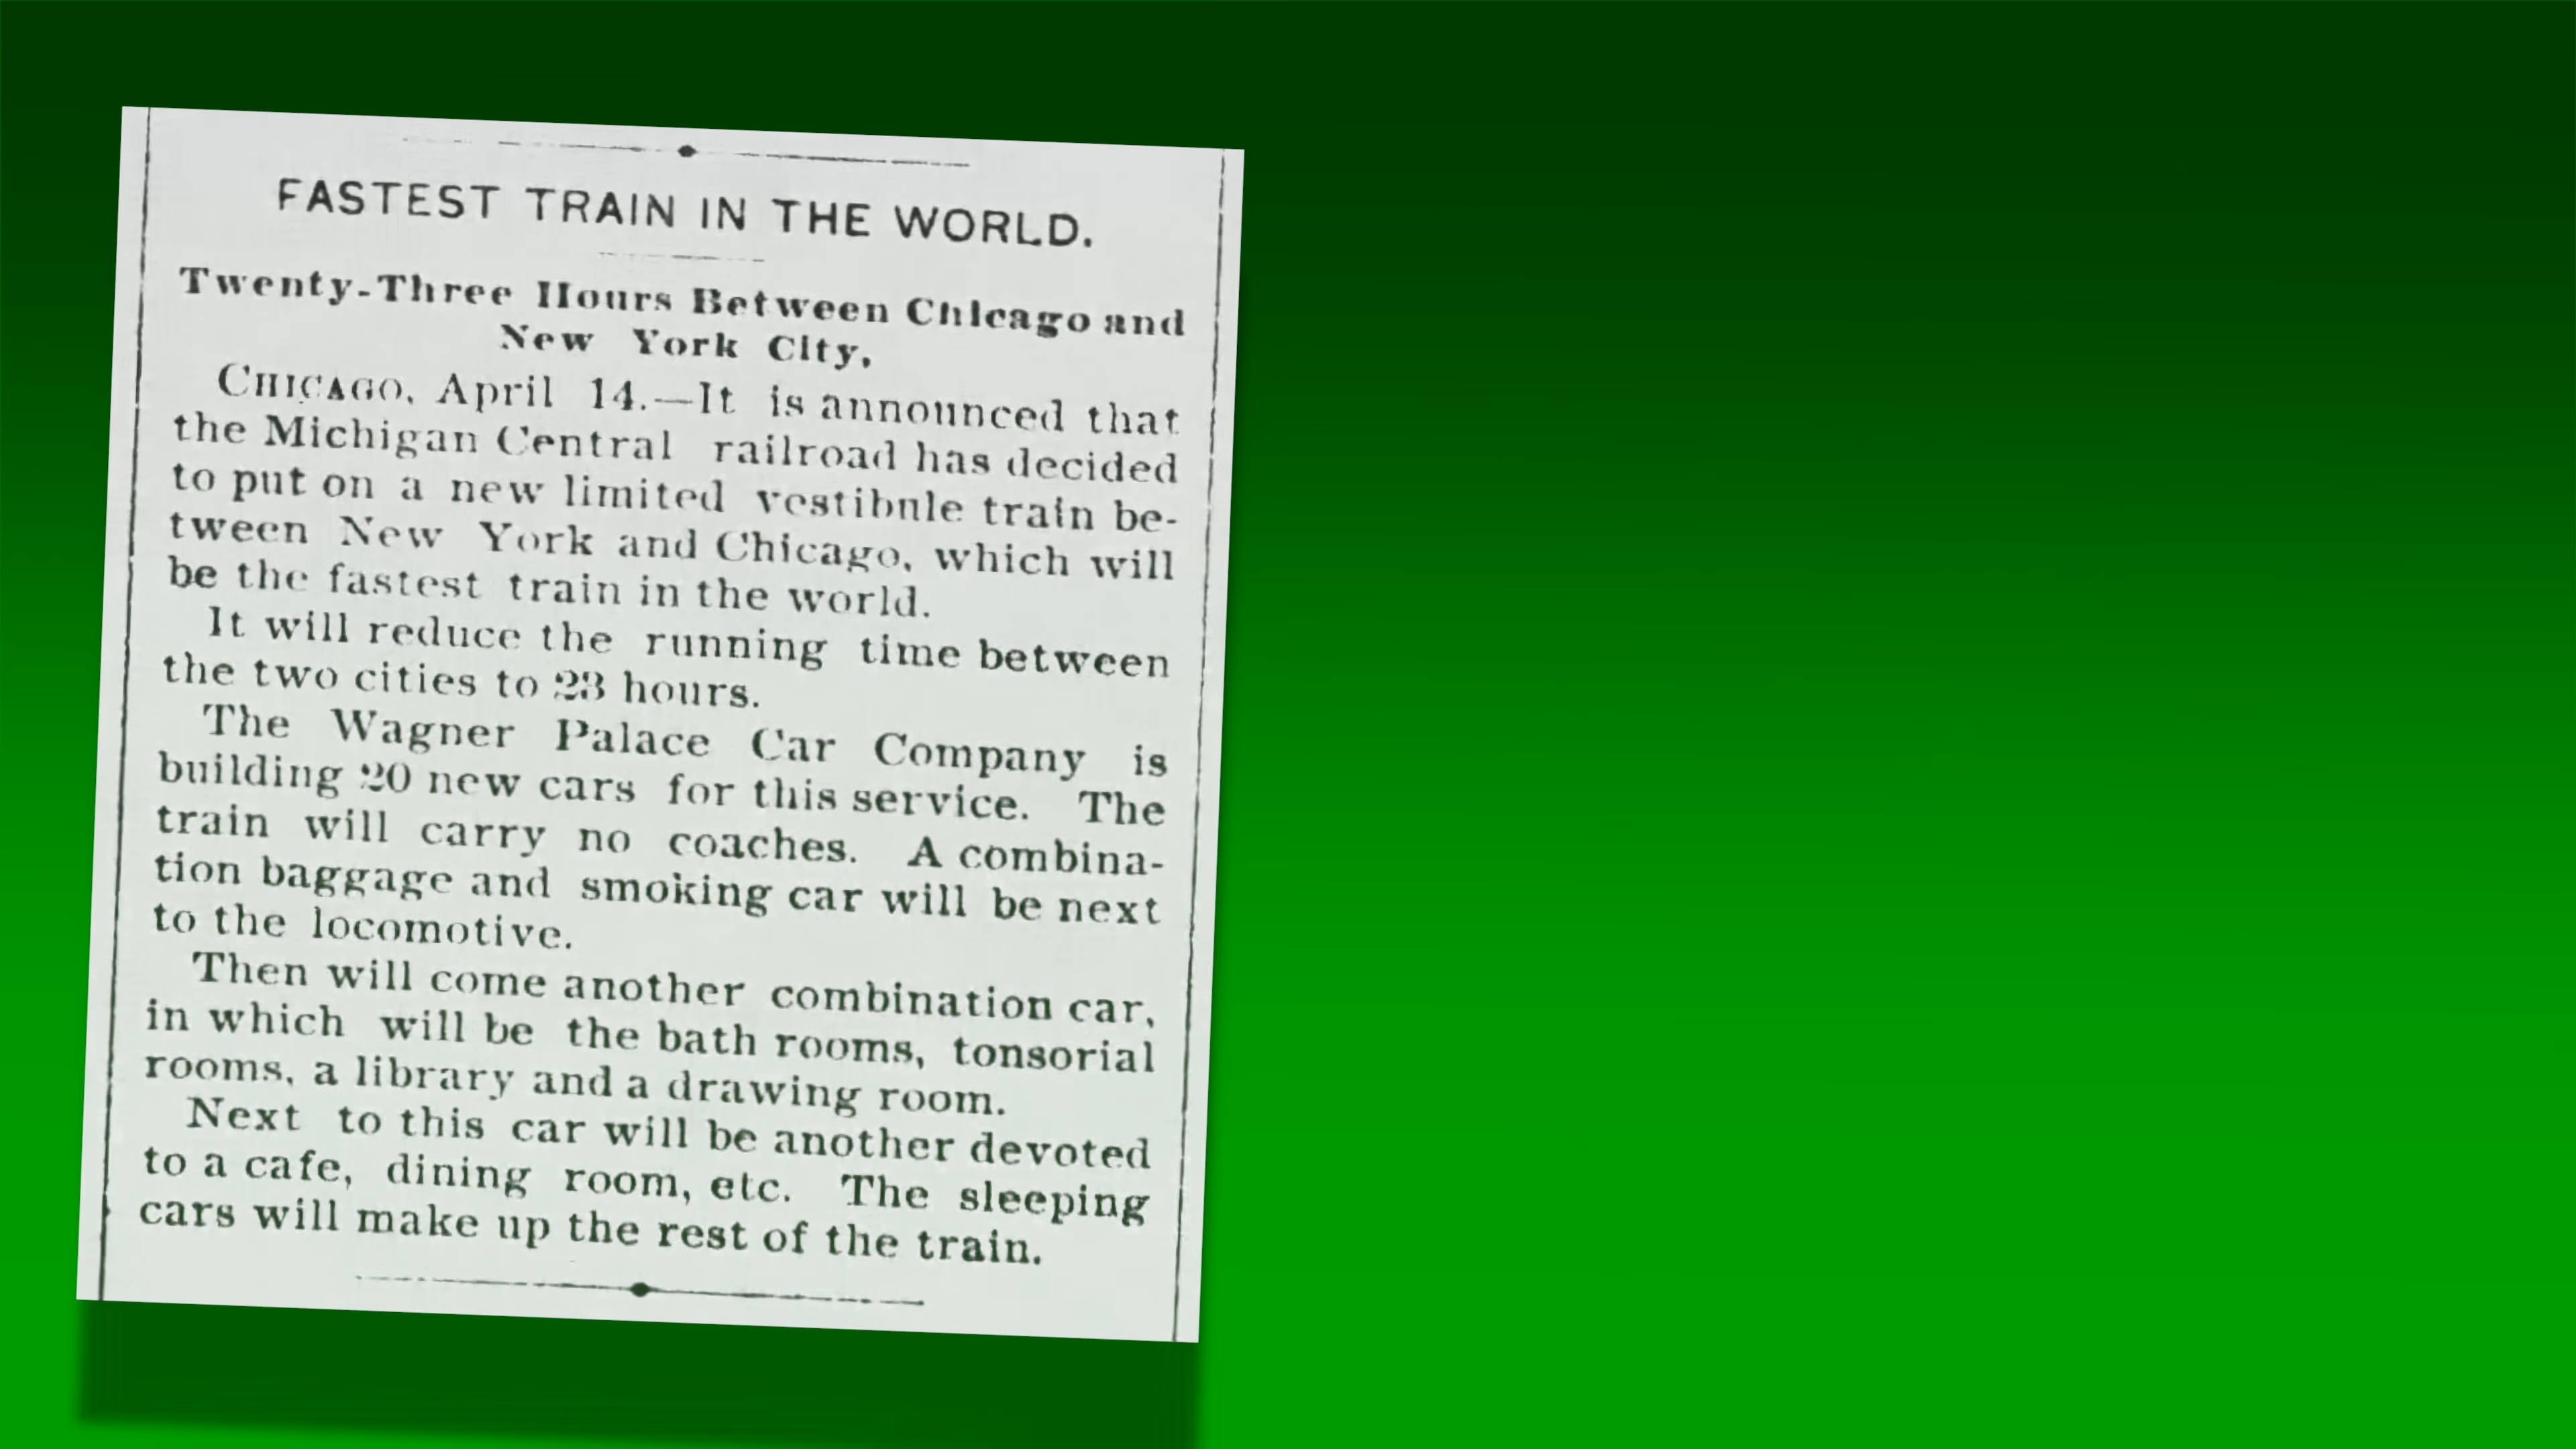 FASTEST TRAIN IN THE WORLD.
Twenty-Three Hours Between Chicago and
New York City.
CHICAGO, April 14.—It is announced that
the Michigan Central railroad has decided
to put on a new limited vestibule train be-
tween New York and Chicago, which will
be the fastest train in the world.
It will reduce the running time between
the two cities to 23 hours.
The Wagner Palace Car Company is
building 20 new cars for this service. The
train will carry no coaches. A combina-
tion baggage and smoking car will be next
to the locomotive.
Then will come another combination car,
in which will be the bath rooms, tonsorial
rooms, a library and a drawing room.
Next to this car will be another devoted
to a cafe, dining room, etc. The sleeping
cars will make up the rest of the train.